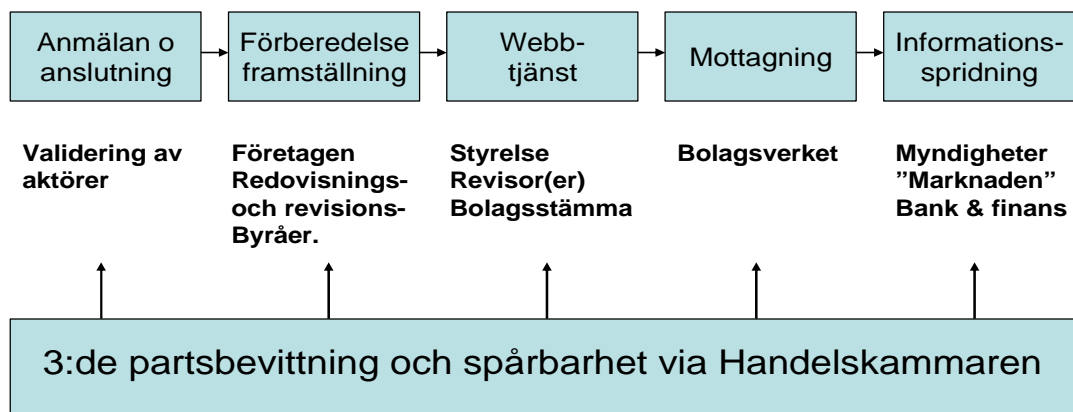 Anmälan o
anslutning
Förberedelse
framställning
Webb-
tjänst
Mottagning
Informations-
spridning
Validering av
aktörer
Företagen
Redovisnings-
och revisions-
Byråer.
Styrelse
Revisor(er)
Bolagsstämma
Bolagsverket
Myndigheter
”Marknaden”
Bank & finans
3:de partsbevittning och spårbarhet via Handelskammaren